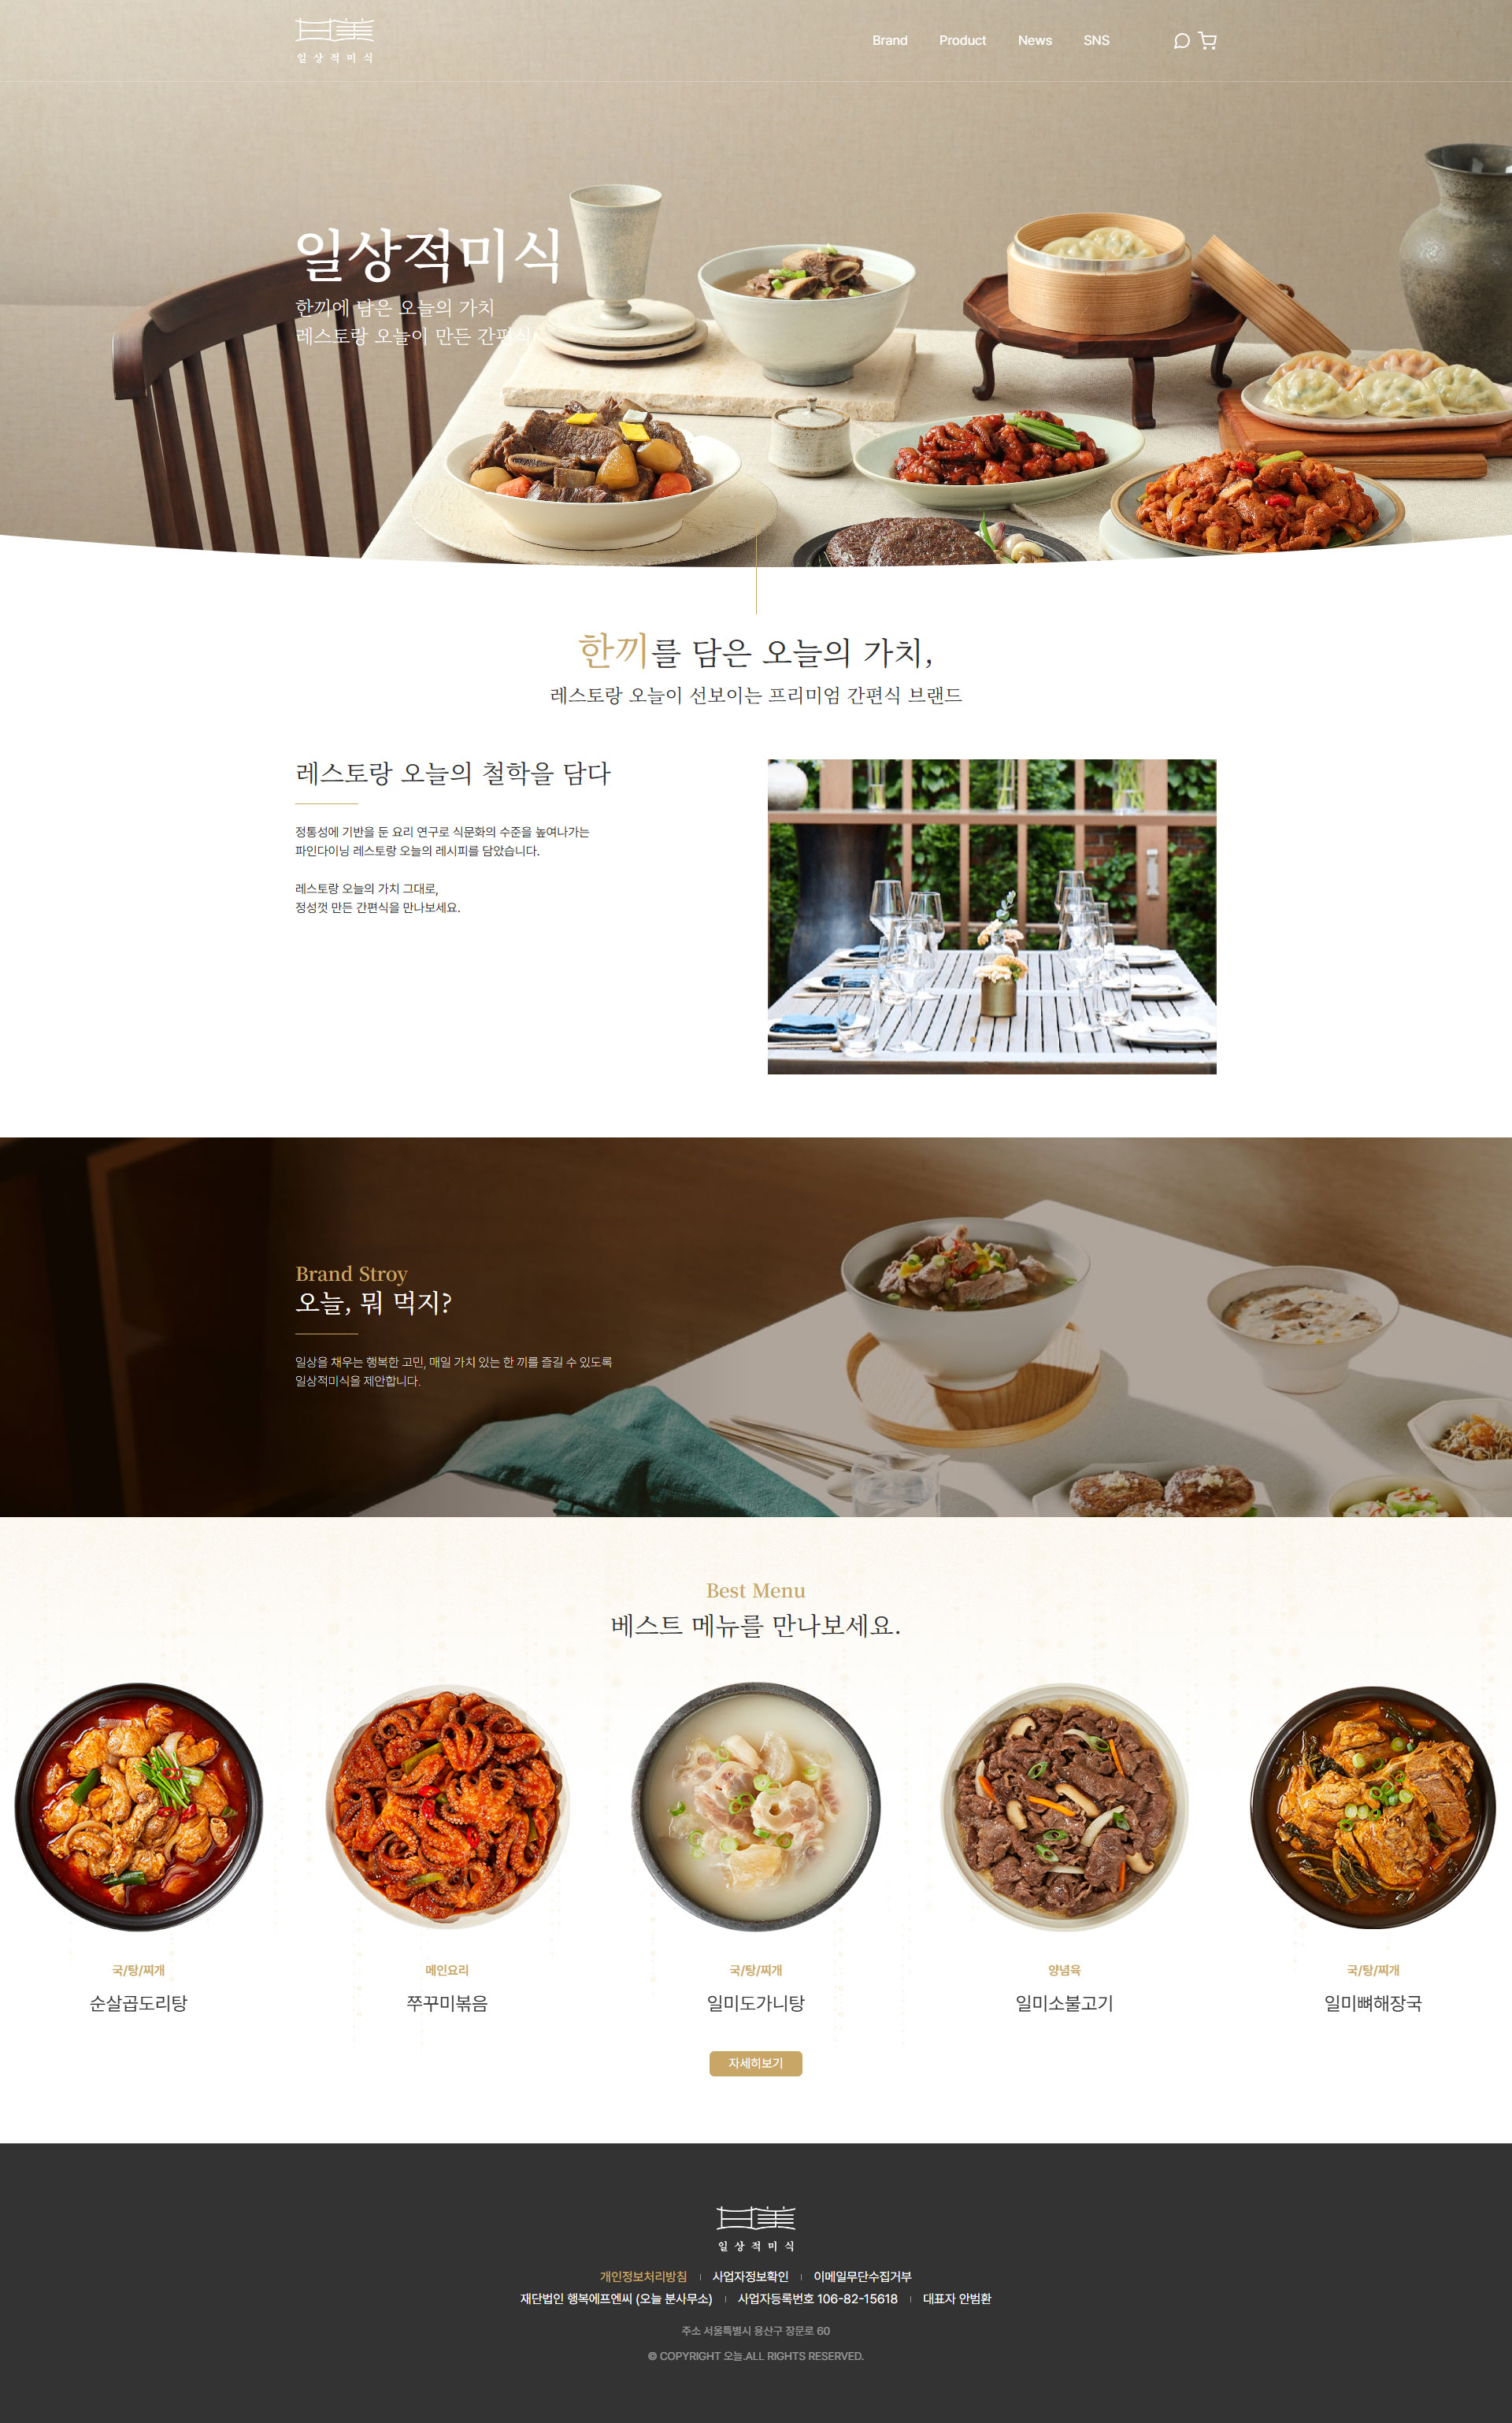 일상적미식
Brand
Product
News
SNS
일상적미식
한끼에 담은 오늘의 가치
레스토랑 오늘이 만든 간편식
한끼를 담은 오늘의 가치,
레스토랑 오늘이 선보이는 프리미엄 간편식 브랜드
레스토랑 오늘의 철학을 담다
정통성에 기반을 둔 요리 연구로 식문화의 수준을 높여나가는
파인다이닝 레스토랑 오늘의 레시피를 담았습니다.
레스토랑 오늘의 가치 그대로,
정성껏 만든 간편식을 만나보세요.
Brand Stroy
오늘, 뭐 먹지?
일상을 채우는 행복한 고민, 매일 가치 있는 한 끼를 즐길 수 있도록
일상적미식을 제안합니다.
Best Menu
베스트 메뉴를 만나보세요.
국/탕/찌개
순살곱도리탕
메인요리
쭈꾸미볶음
국/탕/찌개
일미도가니탕
양념육
일미소불고기
국/탕/찌개
일미뼈해장국
자세히보기
일상적미식
개인정보처리방침 | 사업자정보확인 | 이메일무단수집거부
재단법인 행복에프엔씨 (오늘 분사무소) | 사업자등록번호 106-82-15618 | 대표자 안범환
주소 서울특별시 용산구 장문로 60
© COPYRIGHT 오늘.ALL RIGHTS RESERVED.